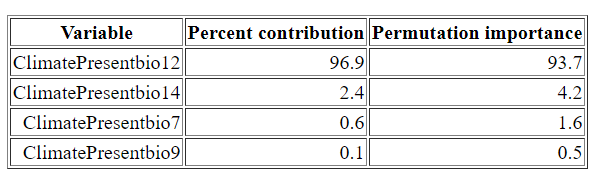 Variable Percent contribution Permutation importance
ClimatePresentbio12 96.9 93.7
ClimatePresentbio14 2.4 4.2
ClimatePresentbio7 0.6 1.6
ClimatePresentbio9 0.1 0.5